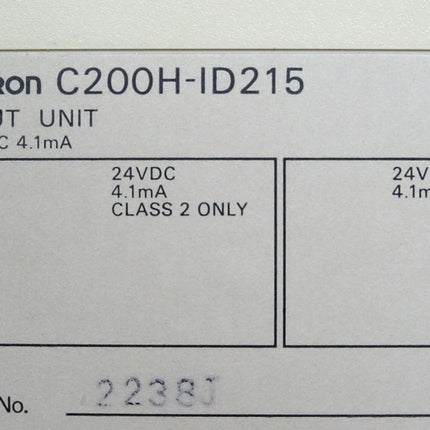 RON C200H-ID215
UT UNIT
C 4.1mA
24VDC
4.1mA
CLASS 2 ONLY
24V
4.1m
No. 2238J